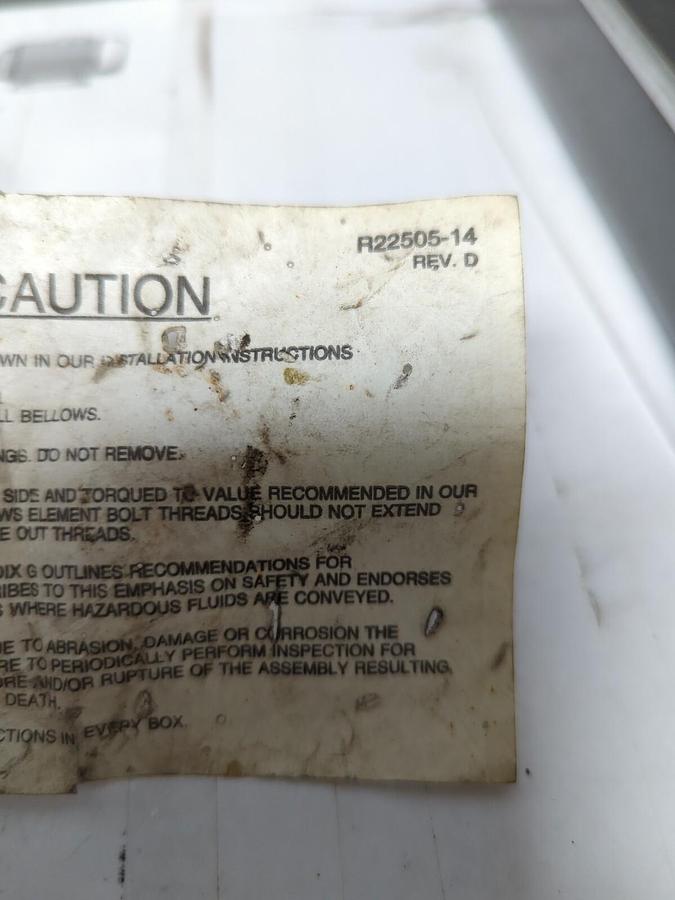 R22505-14
REV. D
CAUTION
WN IN OUR INSTALLATION INSTRUCTIONS
LL BELLOWS.
NGS. DO NOT REMOVE.
SIDE AND TORQUED TO VALUE RECOMMENDED IN OUR
WS ELEMENT BOLT THREADS SHOULD NOT EXTEND
E OUT THREADS.
DIX G OUTLINES RECOMMENDATIONS FOR
RIBES TO THIS EMPHASIS ON SAFETY AND ENDORSES
S WHERE HAZARDOUS FLUIDS ARE CONVEYED.
UE TO ABRASION, DAMAGE OR CORROSION THE
RE TO PERIODICALLY PERFORM INSPECTION FOR
ORE AND/OR RUPTURE OF THE ASSEMBLY RESULTING,
DEATH.
CTIONS IN EVERY BOX.